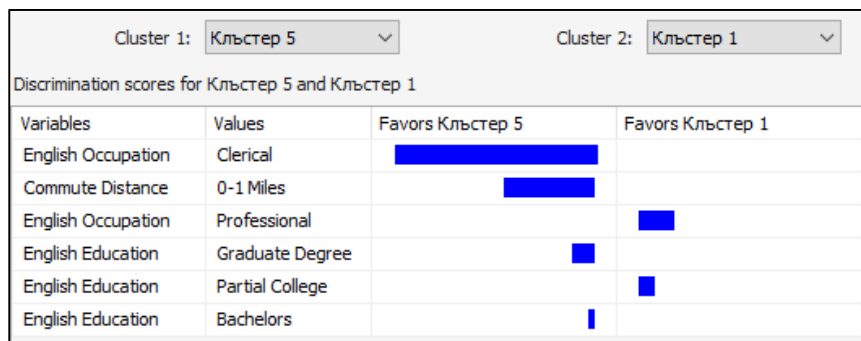 Cluster 1: Клъстер 5 Cluster 2: Клъстер 1
Discrimination scores for Клъстер 5 and Клъстер 1
Variables Values Favors Клъстер 5 Favors Клъстер 1
English Occupation Clerical
Commute Distance 0-1 Miles
English Occupation Professional
English Education Graduate Degree
English Education Partial College
English Education Bachelors